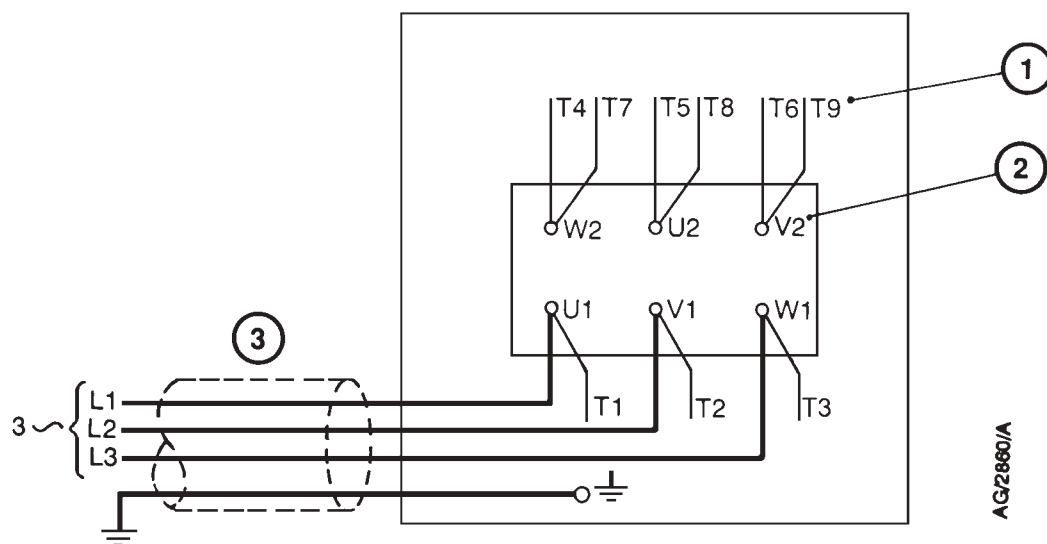 1
T4 T7 T5 T8 T6 T9
2
W2 U2 V2
U1 V1 W1
3
L1
T1 T2 T3
3 ~ L2
L3
AG/2860/A